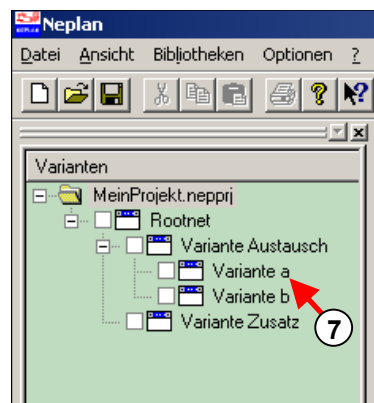 Neplan
Datei Ansicht Bibliotheken Optionen ?
Varianten
MeinProjekt.nepprj
Rootnet
Variante Austausch
Variante a
Variante b
Variante Zusatz
7